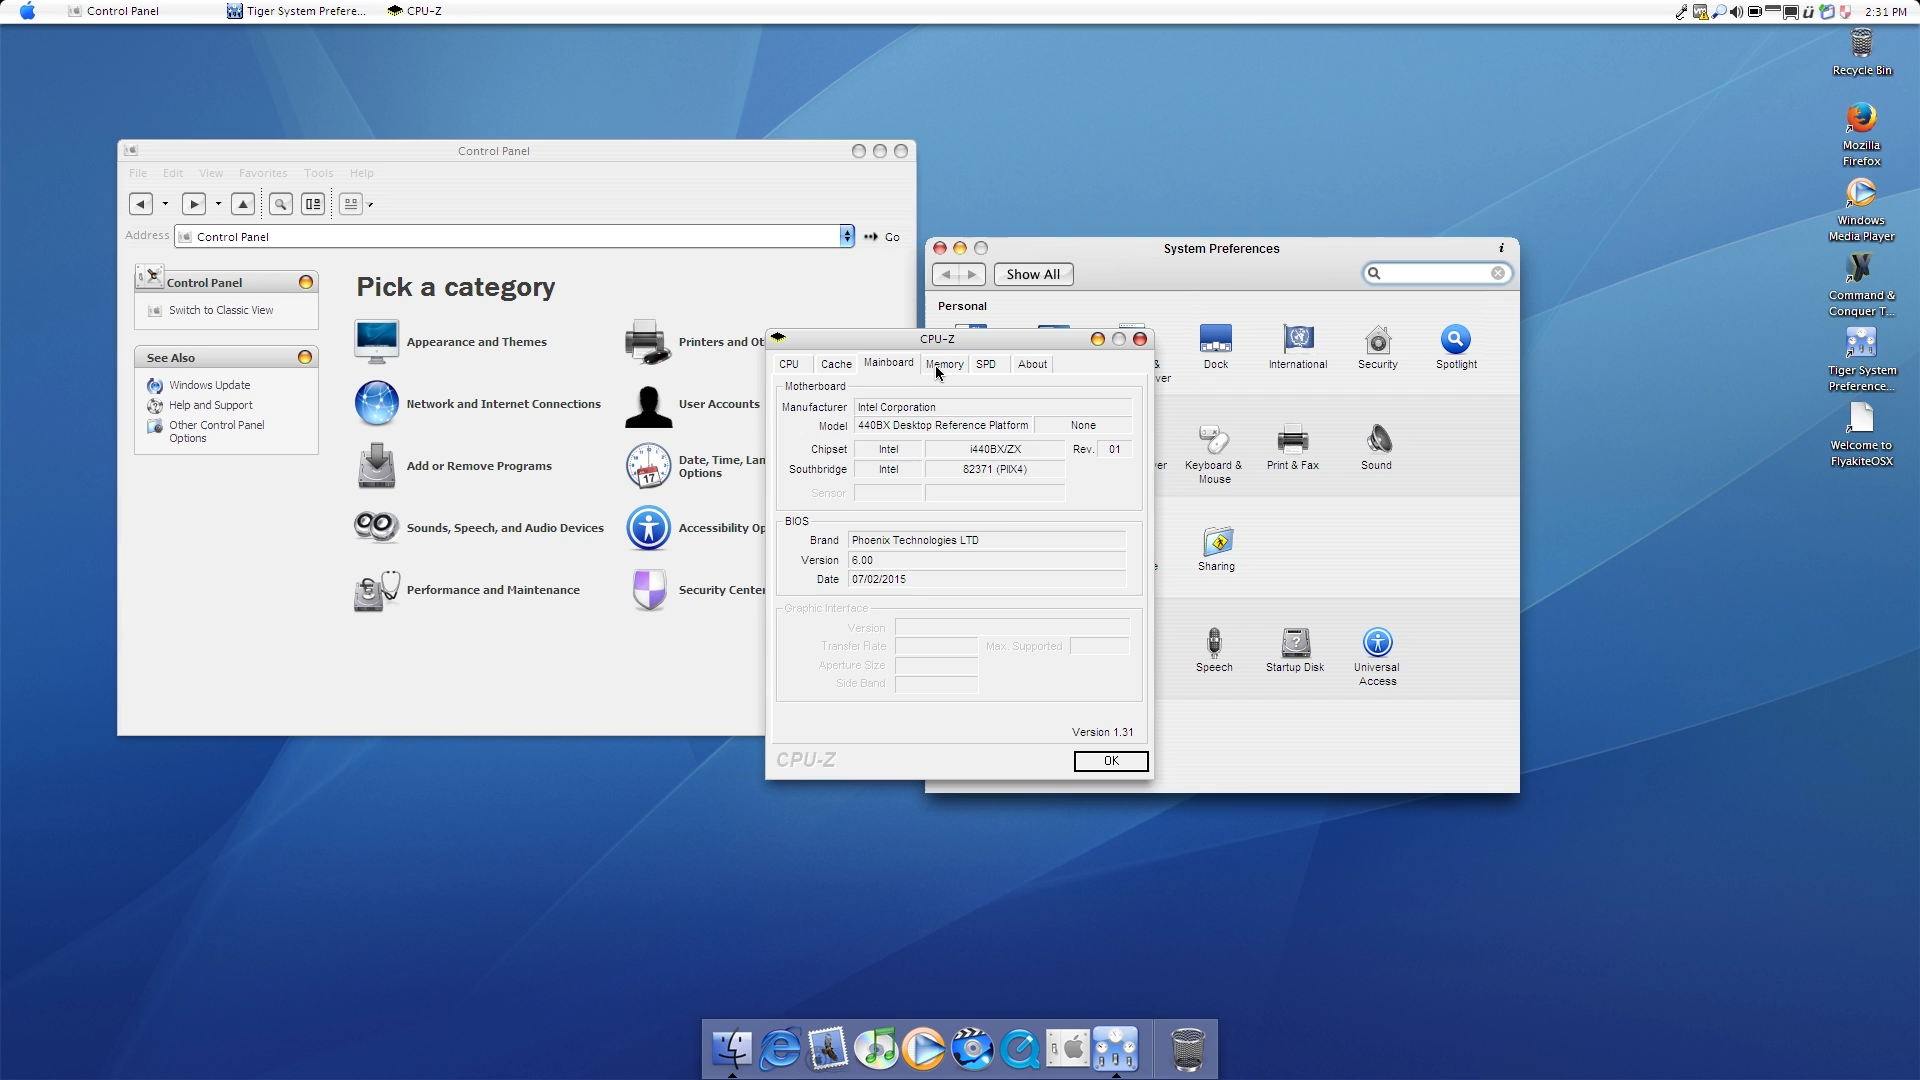 Control Panel
Tiger System Prefere...
CPU-Z
2:31 PM
Recycle Bin
Mozilla
Firefox
Windows
Media Player
Command &
Conquer T...
Tiger System
Preference...
Welcome to
FlyakiteOSX
Control Panel
File Edit View Favorites Tools Help
Address Control Panel Go
Control Panel
Switch to Classic View
See Also
Windows Update
Help and Support
Other Control Panel
Options
Pick a category
Appearance and Themes
Printers and Ot
Network and Internet Connections
User Accounts
Add or Remove Programs
Date, Time, Lan
Options
Sounds, Speech, and Audio Devices
Accessibility Op
Performance and Maintenance
Security Center
System Preferences
Show All
Personal
&
ver
Dock
International
Security
Spotlight
er
Keyboard &
Mouse
Print & Fax
Sound
e
Sharing
Speech
Startup Disk
Universal
Access
CPU-Z
CPU Cache Mainboard Memory SPD About
Motherboard
Manufacturer Intel Corporation
Model 440BX Desktop Reference Platform None
Chipset Intel i440BX/ZX Rev. 01
Southbridge Intel 82371 (PIIX4)
Sensor
BIOS
Brand Phoenix Technologies LTD
Version 6.00
Date 07/02/2015
Graphic Interface
Version
Transfer Rate Max. Supported
Aperture Size
Side Band
Version 1.31
CPU-Z
OK
17